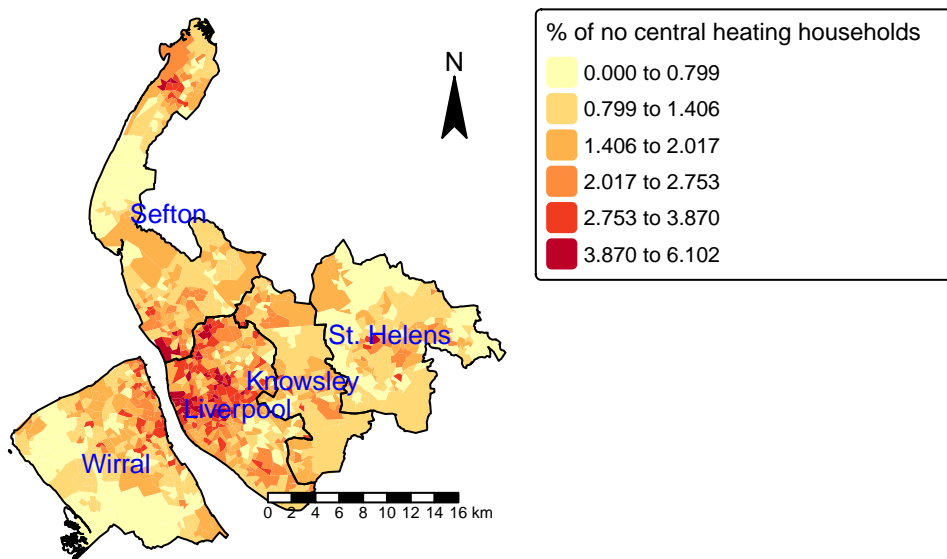 % of no central heating households
0.000 to 0.799
0.799 to 1.406
1.406 to 2.017
2.017 to 2.753
2.753 to 3.870
3.870 to 6.102
N
Sefton
St. Helens
Knowsley
Liverpool
Wirral
0 2 4 6 8 10 12 14 16 km